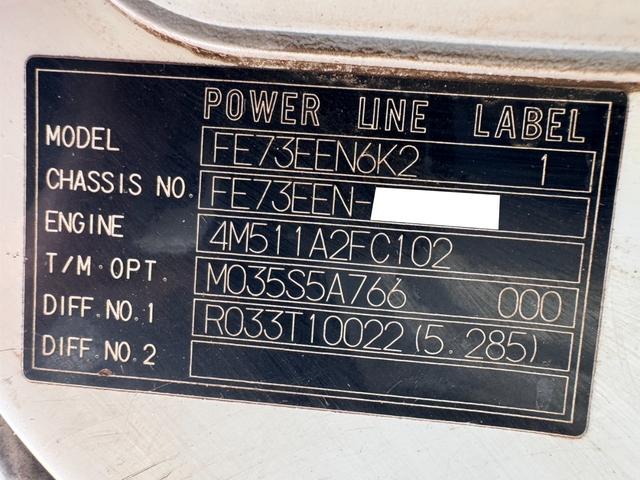 POWER LINE LABEL
MODEL FE73EEN6K2 1
CHASSIS NO. FE73EEN-
ENGINE 4M511A2FC102
T/M OPT. M035S5A766 000
DIFF.NO.1 R033T10022(5.285)
DIFF.NO.2